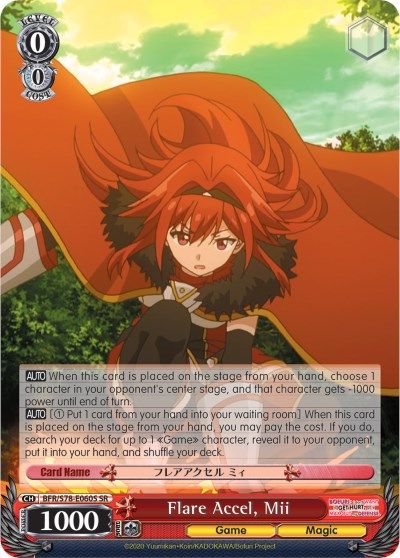 LEVEL
0
0
COST
AUTO When this card is placed on the stage from your hand, choose 1
character in your opponent's center stage, and that character gets -1000
power until end of turn.
AUTO [① Put 1 card from your hand into your waiting room] When this card
is placed on the stage from your hand, you may pay the cost. If you do,
search your deck for up to 1 «Game» character, reveal it to your opponent,
put it into your hand, and shuffle your deck.
Card Name フレアアクセル ミィ
CH BFR/S78-E060S SR
Flare Accel, Mii
POWER 1000
Game Magic
©2020 Yuumikan•Koin/KADOKAWA/Bofuri Project